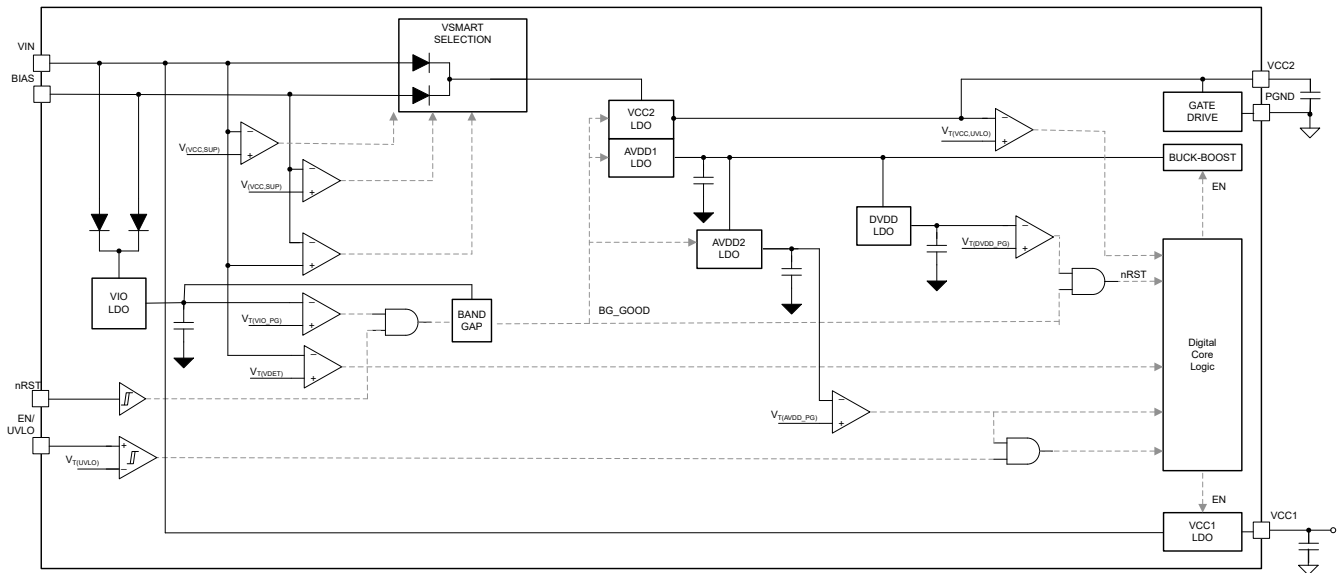 VSMART
SELECTION
VIN
BIAS
VCC2
PGND
GATE
DRIVE
VCC2
LDO
AVDD1
LDO
V(VCC,SUP)
−
+
V(VCC,SUP)
−
+
−
+
VT(VCC,UVLO)
−
+
BUCK-BOOST
EN
DVDD
LDO
AVDD2
LDO
VT(DVDD_PG)
−
+
nRST
VIO
LDO
VT(VIO_PG)
−
+
BAND
GAP
BG_GOOD
VT(VDET)
−
+
Digital
Core
Logic
nRST
EN/
UVLO
VT(UVLO)
+
−
VT(AVDD_PG)
−
+
EN
VCC1
LDO
VCC1